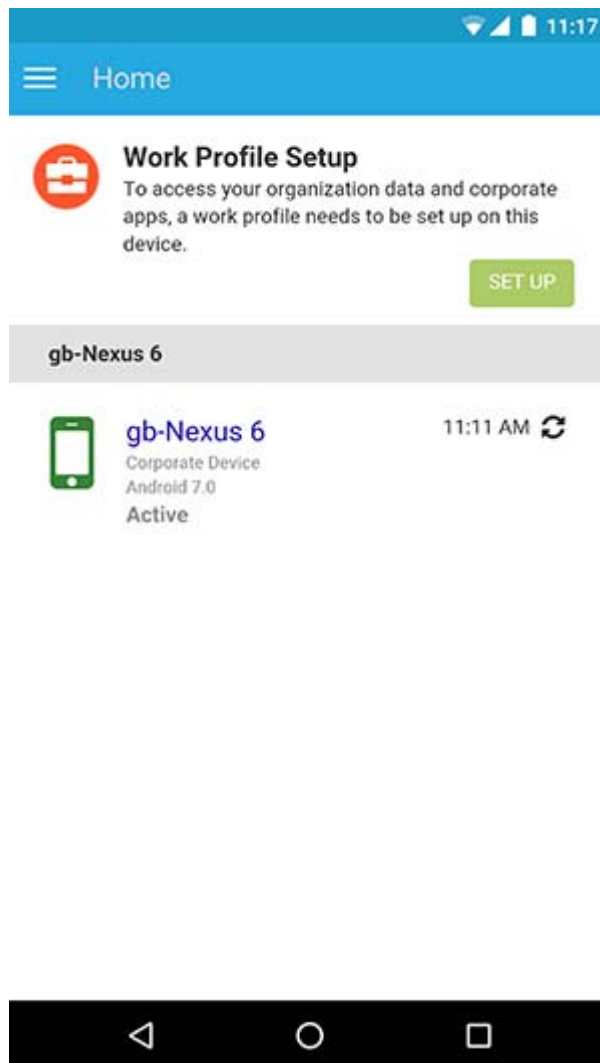 11:17
Home
Work Profile Setup
To access your organization data and corporate
apps, a work profile needs to be set up on this
device.
SET UP
gb-Nexus 6
gb-Nexus 6
11:11 AM
Corporate Device
Android 7.0
Active